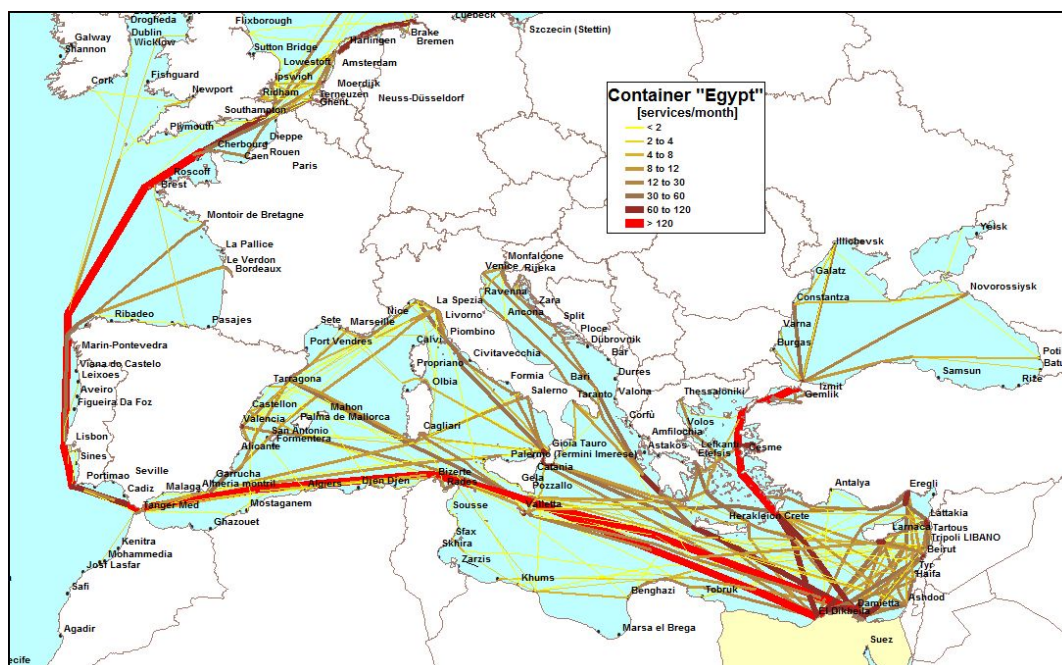 Drogheda
Dublin
Galway
Shannon
Wicklow
Cork
Fishguard
Newport
Flixborough
Sutton Bridge
Lowestoft
Ipswich
Ridham
Southampton
Plymouth
Harlingen
Amsterdam
Brake
Bremen
Luebeck
Szczecin (Stettin)
Moerdijk
Terneuzen
Ghent
Neuss-Düsseldorf
Cherbourg
Dieppe
Rouen
Caen
Paris
Roscoff
Brest
Montoir de Bretagne
La Pallice
Le Verdon
Bordeaux
Container "Egypt"
[services/month]
< 2
2 to 4
4 to 8
8 to 12
12 to 30
30 to 60
60 to 120
> 120
Ribadeo
Pasajes
Marin-Pontevedra
Viana do Castelo
Leixoes
Aveiro
Figueira Da Foz
Lisbon
Sines
Portimao
Seville
Cadiz
Malaga
Tanger Med
Kenitra
Mohammedia
Jorf Lasfar
Safi
Agadir
ecife
Sete
Marseille
Port Vendres
Nice
Tarragona
Castellon
Valencia
Mahon
Palma de Mallorca
San Antonio
Formentera
Alicante
Garrucha
Almeria montril
Ghazouet
Mostaganem
Algiers
Djen Djen
Bizerte
Rades
Sousse
Sfax
Skhira
Zarzis
Khums
Benghazi
Tobruk
Marsa el Brega
Monfalcone
Venice
Rijeka
Ravenna
Zara
Ancona
Split
Ploce
Dubrovnik
Bar
Durres
Valona
La Spezia
Livorno
Piombino
Calvi
Civitavecchia
Propriano
Olbia
Formia
Salerno
Bari
Taranto
Cagliari
Gioia Tauro
Palermo (Termini Imerese)
Catania
Gela
Pozzallo
Valletta
Corfù
Amfilochia
Astakos
Thessaloniki
Volos
Lefkanti
Elefsis
Cesme
Herakleion Crete
Illichevsk
Yeisk
Galatz
Constantza
Novorossiysk
Varna
Burgas
Izmit
Gemlik
Samsun
Poti
Batu
Rize
Antalya
Eregli
Lattakia
Larnaca
Tartous
Tripoli LIBANO
Beirut
Tyr
Haifa
Ashdod
Damietta
El Dikheila
Suez